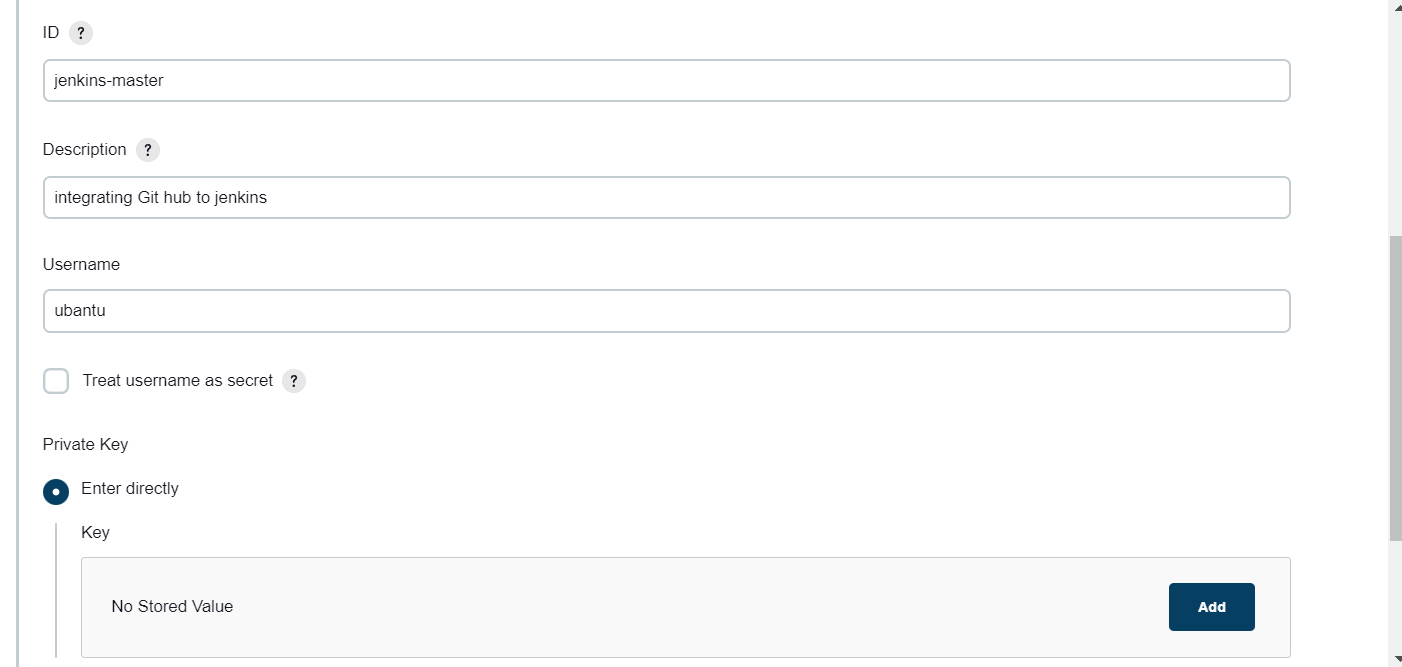 ID ?
jenkins-master
Description ?
integrating Git hub to jenkins
Username
ubantu
Treat username as secret ?
Private Key
Enter directly
Key
No Stored Value Add